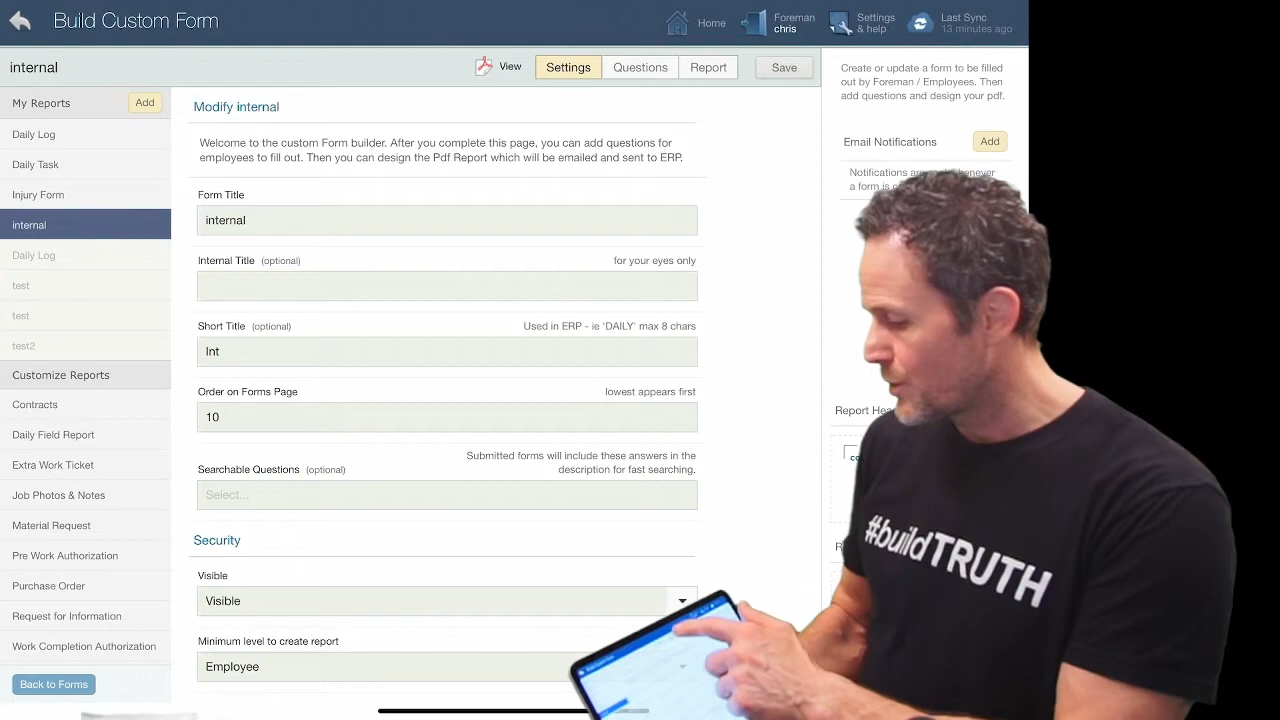 Build Custom Form
Home
Foreman
chris
Settings
& help
Last Sync
13 minutes ago
internal
View
Settings
Questions
Report
Save
My Reports
Add
Daily Log
Daily Task
Injury Form
internal
Daily Log
test
test
test2
Customize Reports
Contracts
Daily Field Report
Extra Work Ticket
Job Photos & Notes
Material Request
Pre Work Authorization
Purchase Order
Request for Information
Work Completion Authorization
Back to Forms
Modify internal
Welcome to the custom Form builder. After you complete this page, you can add questions for
employees to fill out. Then you can design the Pdf Report which will be emailed and sent to ERP.
Form Title
internal
Internal Title (optional)
for your eyes only
Short Title (optional)
Used in ERP - ie 'DAILY' max 8 chars
Int
Order on Forms Page
lowest appears first
10
Searchable Questions (optional)
Submitted forms will include these answers in the
description for fast searching.
Select...
Security
Visible
Visible
Minimum level to create report
Employee
Create or update a form to be filled
out by Foreman / Employees. Then
add questions and design your pdf.
Email Notifications
Add
Notifications are
a form is
Report
#buildTRUTH